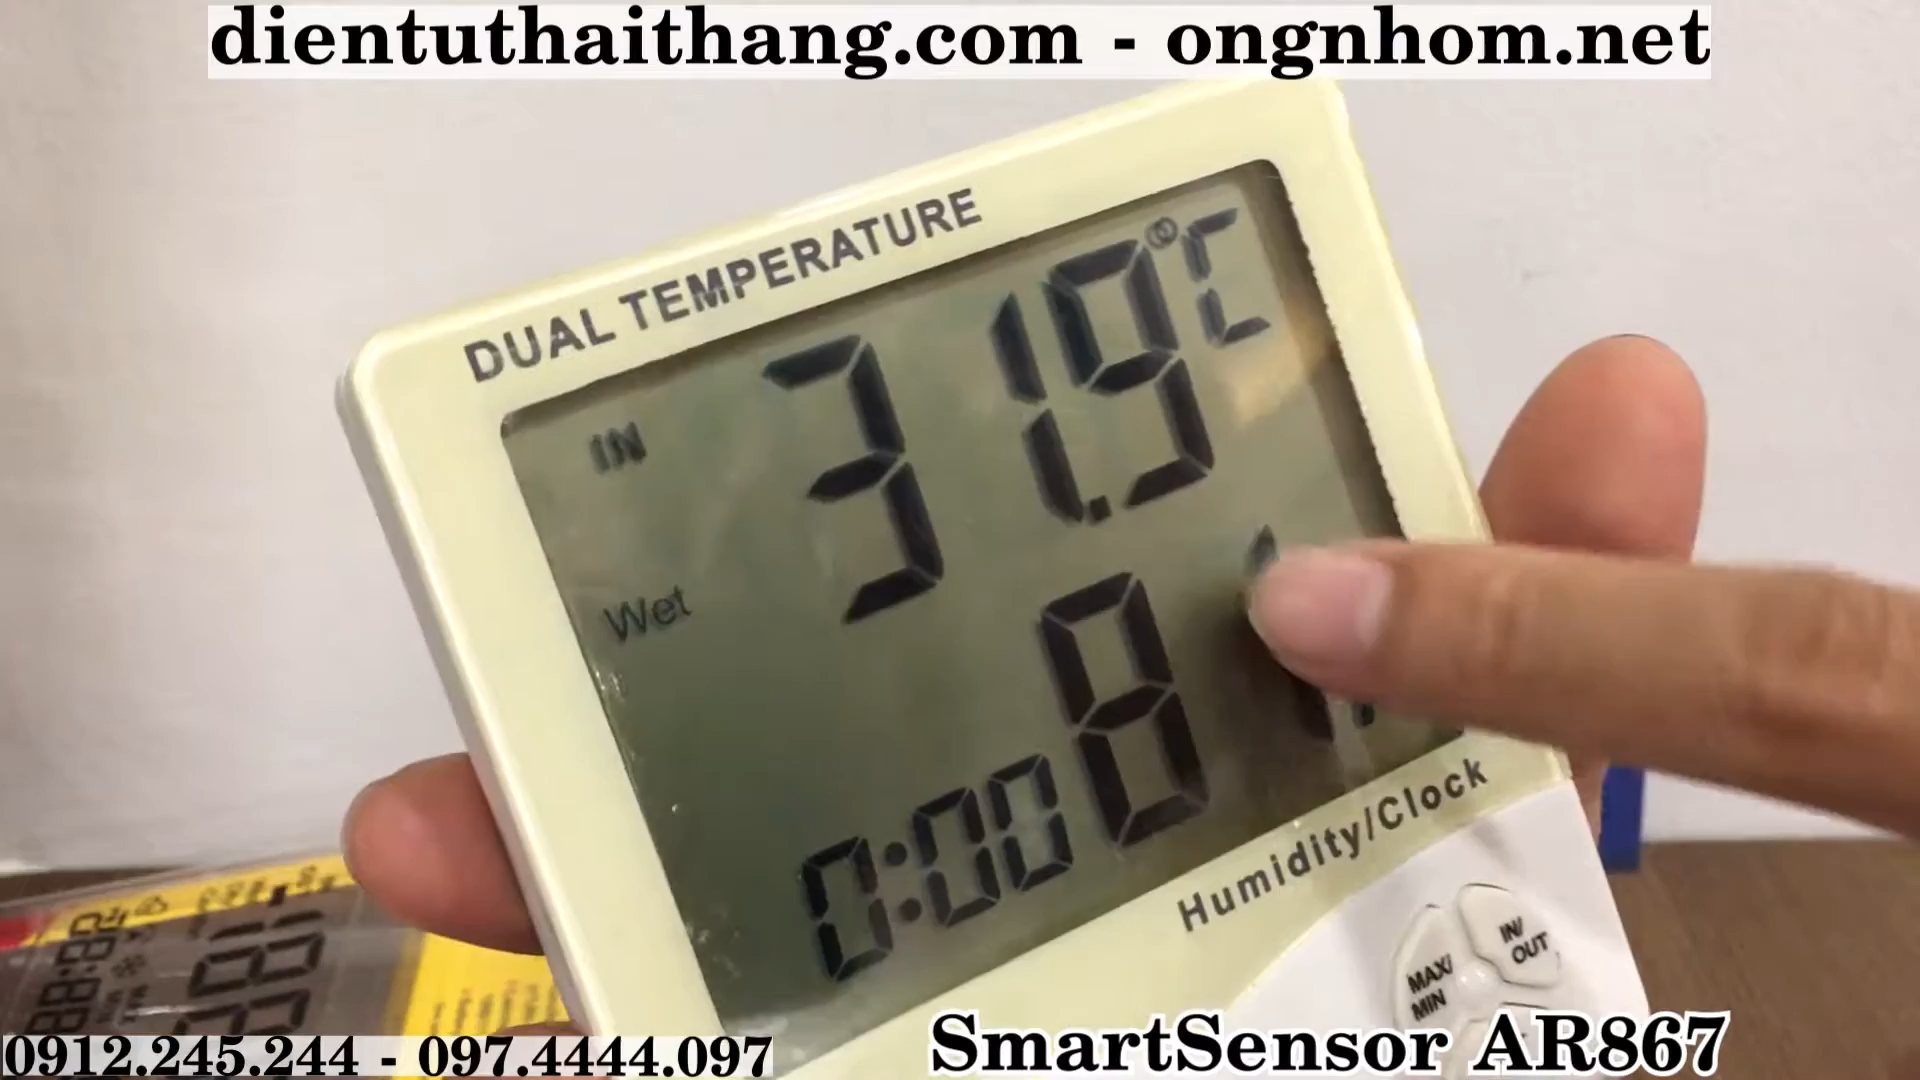 dientuthaithang.com - ongnhom.net
DUAL TEMPERATURE
IN
31.9°C
Wet
8
0:00
Humidity/Clock
MAX/
MIN
IN/
OUT
0912.245.244 - 097.4444.097
SmartSensor AR867